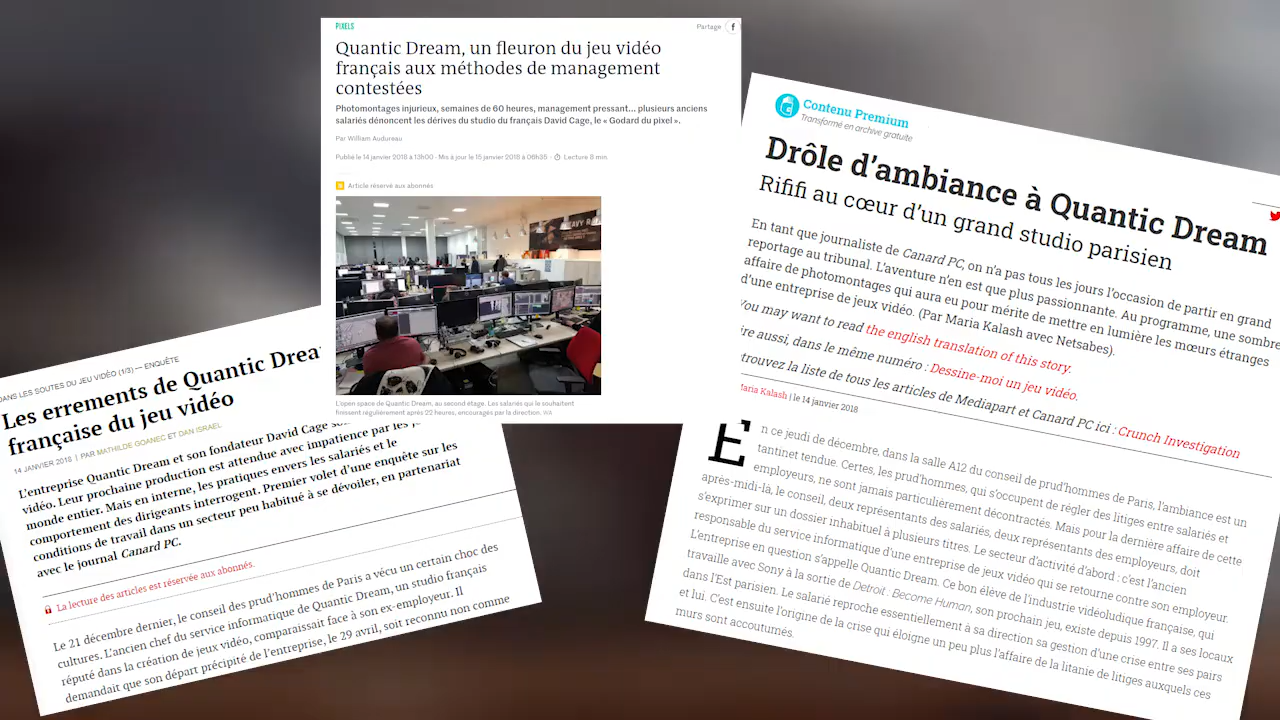 PIXELS
Partage
Quantic Dream, un fleuron du jeu vidéo
français aux méthodes de management
contestées
Photomontages injurieux, semaines de 60 heures, management pressant… plusieurs anciens
salariés dénoncent les dérives du studio du français David Cage, le « Godard du pixel ».
Par William Audureau
Publié le 14 janvier 2018 à 13h00 - Mis à jour le 15 janvier 2018 à 06h35 · Lecture 8 min.
Article réservé aux abonnés
L'open space de Quantic Dream, au second étage. Les salariés qui le souhaitent
finissent régulièrement après 22 heures, encouragés par la direction. WA
DANS LES SOUTES DU JEU VIDÉO (1/3) — ENQUÊTE
Les errements de Quantic Drea
française du jeu vidéo
14 JANVIER 2018 | PAR MATHILDE GOANEC ET DAN ISRAEL
L'entreprise Quantic Dream et son fondateur David Cage
vidéo. Leur prochaine production est attendue avec impatience par les
monde entier. Mais en interne, les pratiques envers les salariés et le
comportement des dirigeants interrogent. Premier volet d'une enquête sur les
conditions de travail dans un secteur peu habitué à se dévoiler, en partenariat
avec le journal Canard PC.
La lecture des articles est réservée aux abonnés.
Le 21 décembre dernier, le conseil des prud'hommes de Paris a vécu un certain choc des
cultures. L'ancien chef du service informatique de Quantic Dream, un studio français
réputé dans la création de jeux vidéo, comparaissait face à son ex-employeur. Il
demandait que son départ précipité de l'entreprise, le 29 avril, soit reconnu non comme
Contenu Premium
Transformé en archive gratuite
Drôle d'ambiance à Quantic Dream
Rififi au cœur d'un grand studio parisien
En tant que journaliste de Canard PC, on n'a pas tous les jours l'occasion de partir en grand
reportage au tribunal. L'aventure n'en est que plus passionnante. Au programme, une sombre
affaire de photomontages qui aura eu pour mérite de mettre en lumière les mœurs étranges
d'une entreprise de jeux vidéo. (Par Maria Kalash avec Netsabes).
You may want to read the english translation of this story.
ire aussi, dans le même numéro : Dessine-moi un jeu vidéo.
trouvez la liste de tous les articles de Mediapart et Canard PC ici : Crunch Investigation
Maria Kalash | le 14 janvier 2018
En ce jeudi de décembre, dans la salle A12 du conseil de prud'hommes de Paris, l'ambiance est un
tantinet tendue. Certes, les prud'hommes, qui s'occupent de régler des litiges entre salariés et
employeurs, ne sont jamais particulièrement décontractés. Mais pour la dernière affaire de cette
après-midi-là, le conseil, deux représentants des salariés, deux représentants des employeurs, doit
s'exprimer sur un dossier inhabituel à plusieurs titres. Le secteur d'activité d'abord : c'est l'ancien
responsable du service informatique d'une entreprise de jeux vidéo qui se retourne contre son employeur.
L'entreprise en question s'appelle Quantic Dream. Ce bon élève de l'industrie vidéoludique française, qui
travaille avec Sony à la sortie de Detroit : Become Human, son prochain jeu, existe depuis 1997. Il a ses locaux
dans l'Est parisien. Le salarié reproche essentiellement à sa direction sa gestion d'une crise entre ses pairs
et lui. C'est ensuite l'origine de la crise qui éloigne un peu plus l'affaire de la litanie de litiges auxquels ces
murs sont accoutumés.